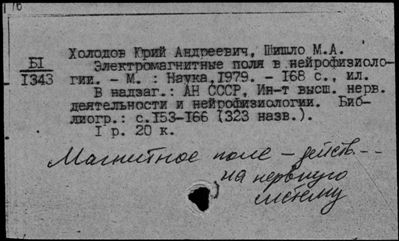 76
Холодов Юрий Андреевич, Шишло М.А.
Б1
1343
Электромагнитные поля в нейрофизиоло-
гии. - М. : Наука, 1979. - 168 с., ил.
В надзаг.: АН СССР, Ин-т высш. нерв.
деятельности и нейрофизиологии. Биб-
лиогр.: с.153-166 (323 назв.).
1 р. 20 к.
Магнитное поле - действ. --
на нервную
систему